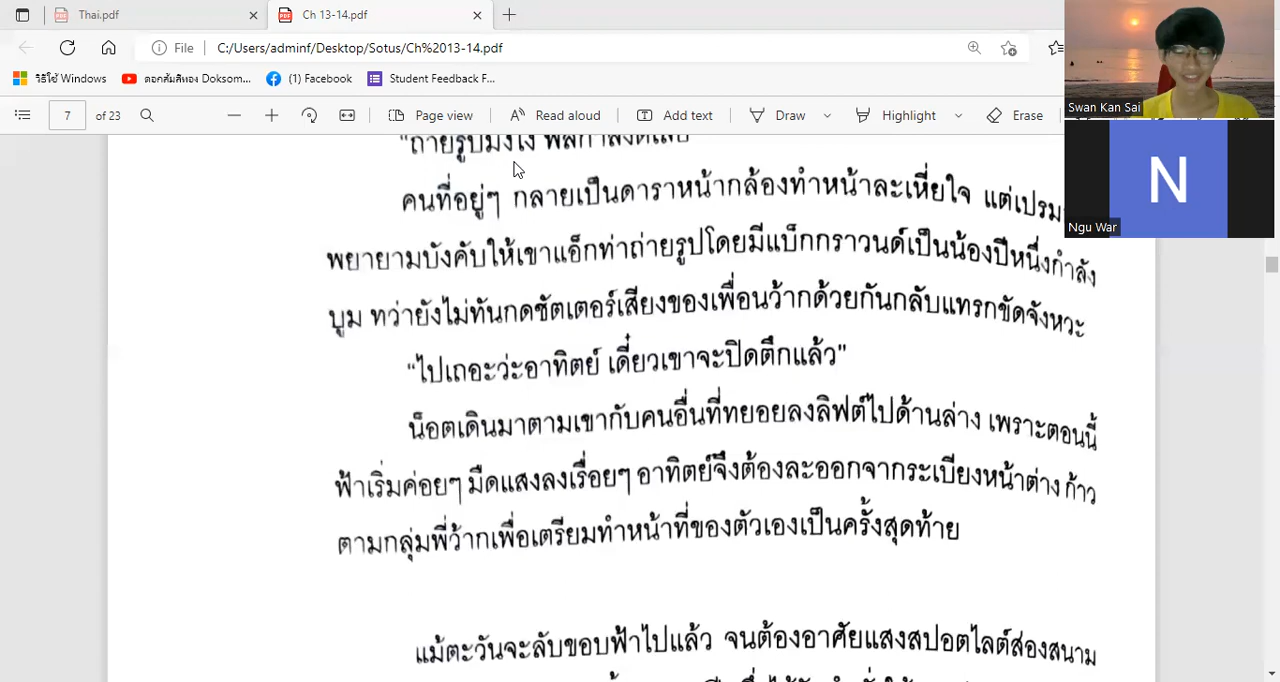 Thai.pdf
Ch 13-14.pdf
File C:/Users/adminf/Desktop/Sotus/Ch%2013-14.pdf
วิธีใช้ Windows ดอกส้มสีทอง Doksom... (1) Facebook Student Feedback F...
7 of 23 Page view Read aloud Add text Draw Highlight Erase
Swan Kan Sai
N
Ngu War
คนที่อยู่ๆ กลายเป็นดาราหน้ากล้องทำหน้าละเหี่ยใจ แต่เปรม
พยายามบังคับให้เขาแอ็กท่าถ่ายรูปโดยมีแบ็กกราวนด์เป็นน้องปีหนึ่งกำลัง
บูม ทว่ายังไม่ทันกดชัตเตอร์เสียงของเพื่อนว้ากด้วยกันกลับแทรกขัดจังหวะ
"ไปเถอะว่ะอาทิตย์ เดี๋ยวเขาจะปิดตึกแล้ว"
น็อตเดินมาตามเขากับคนอื่นที่ทยอยลงลิฟต์ไปด้านล่าง เพราะตอนนี้
ฟ้าเริ่มค่อยๆ มืดแสงลงเรื่อยๆ อาทิตย์จึงต้องละออกจากระเบียงหน้าต่าง ก้าว
ตามกลุ่มพี่ว้ากเพื่อเตรียมทำหน้าที่ของตัวเองเป็นครั้งสุดท้าย
แม้ตะวันจะลับขอบฟ้าไปแล้ว จนต้องอาศัยแสงสปอตไลต์ส่องสนาม